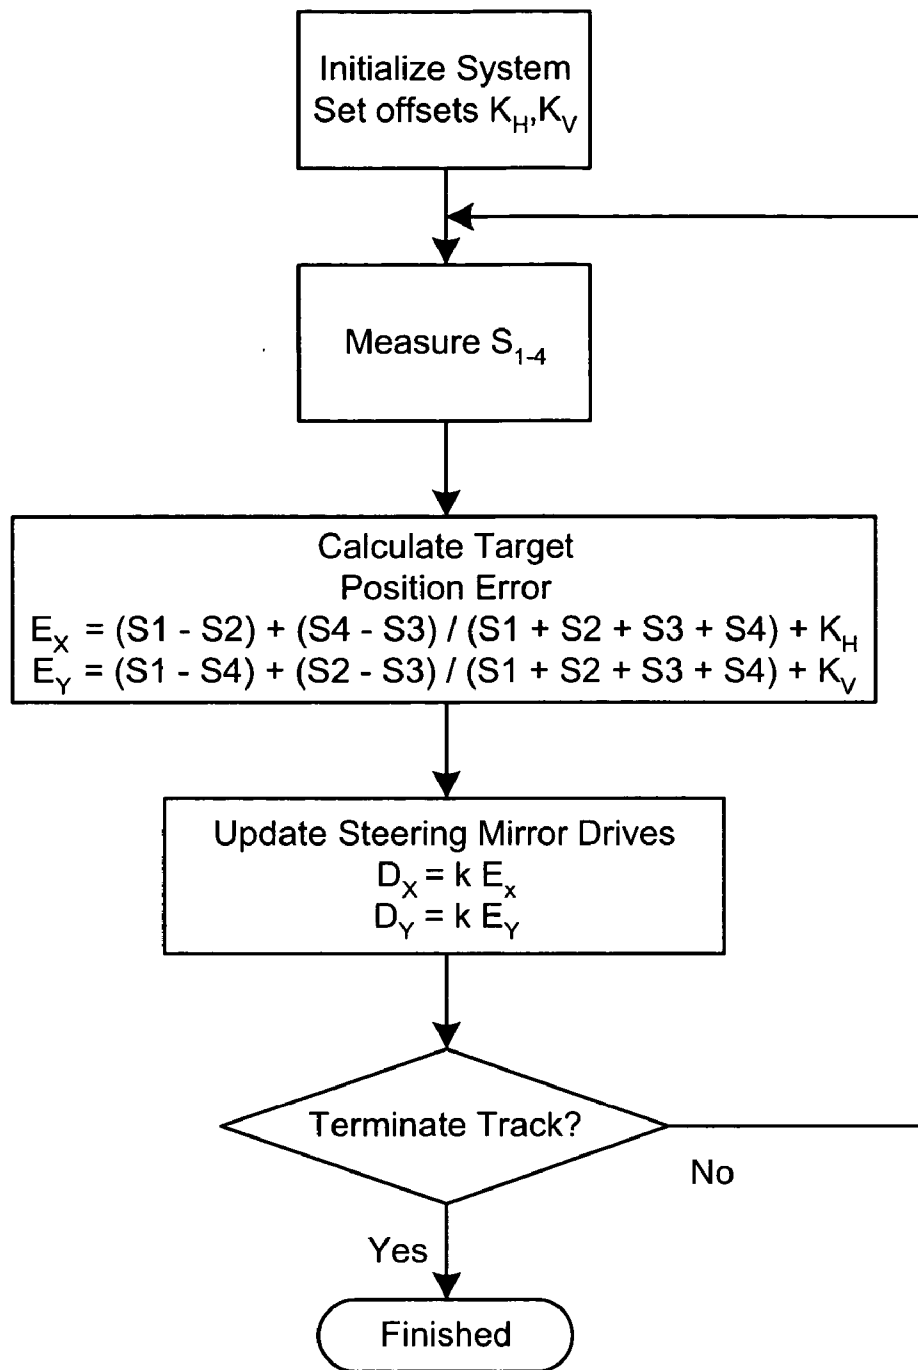 Initialize System
Set offsets K_H,K_V
Measure S_1-4
Calculate Target
Position Error
E_X = (S1 - S2) + (S4 - S3) / (S1 + S2 + S3 + S4) + K_H
E_Y = (S1 - S4) + (S2 - S3) / (S1 + S2 + S3 + S4) + K_V
Update Steering Mirror Drives
D_X = k E_x
D_Y = k E_Y
Terminate Track?
No
Yes
Finished